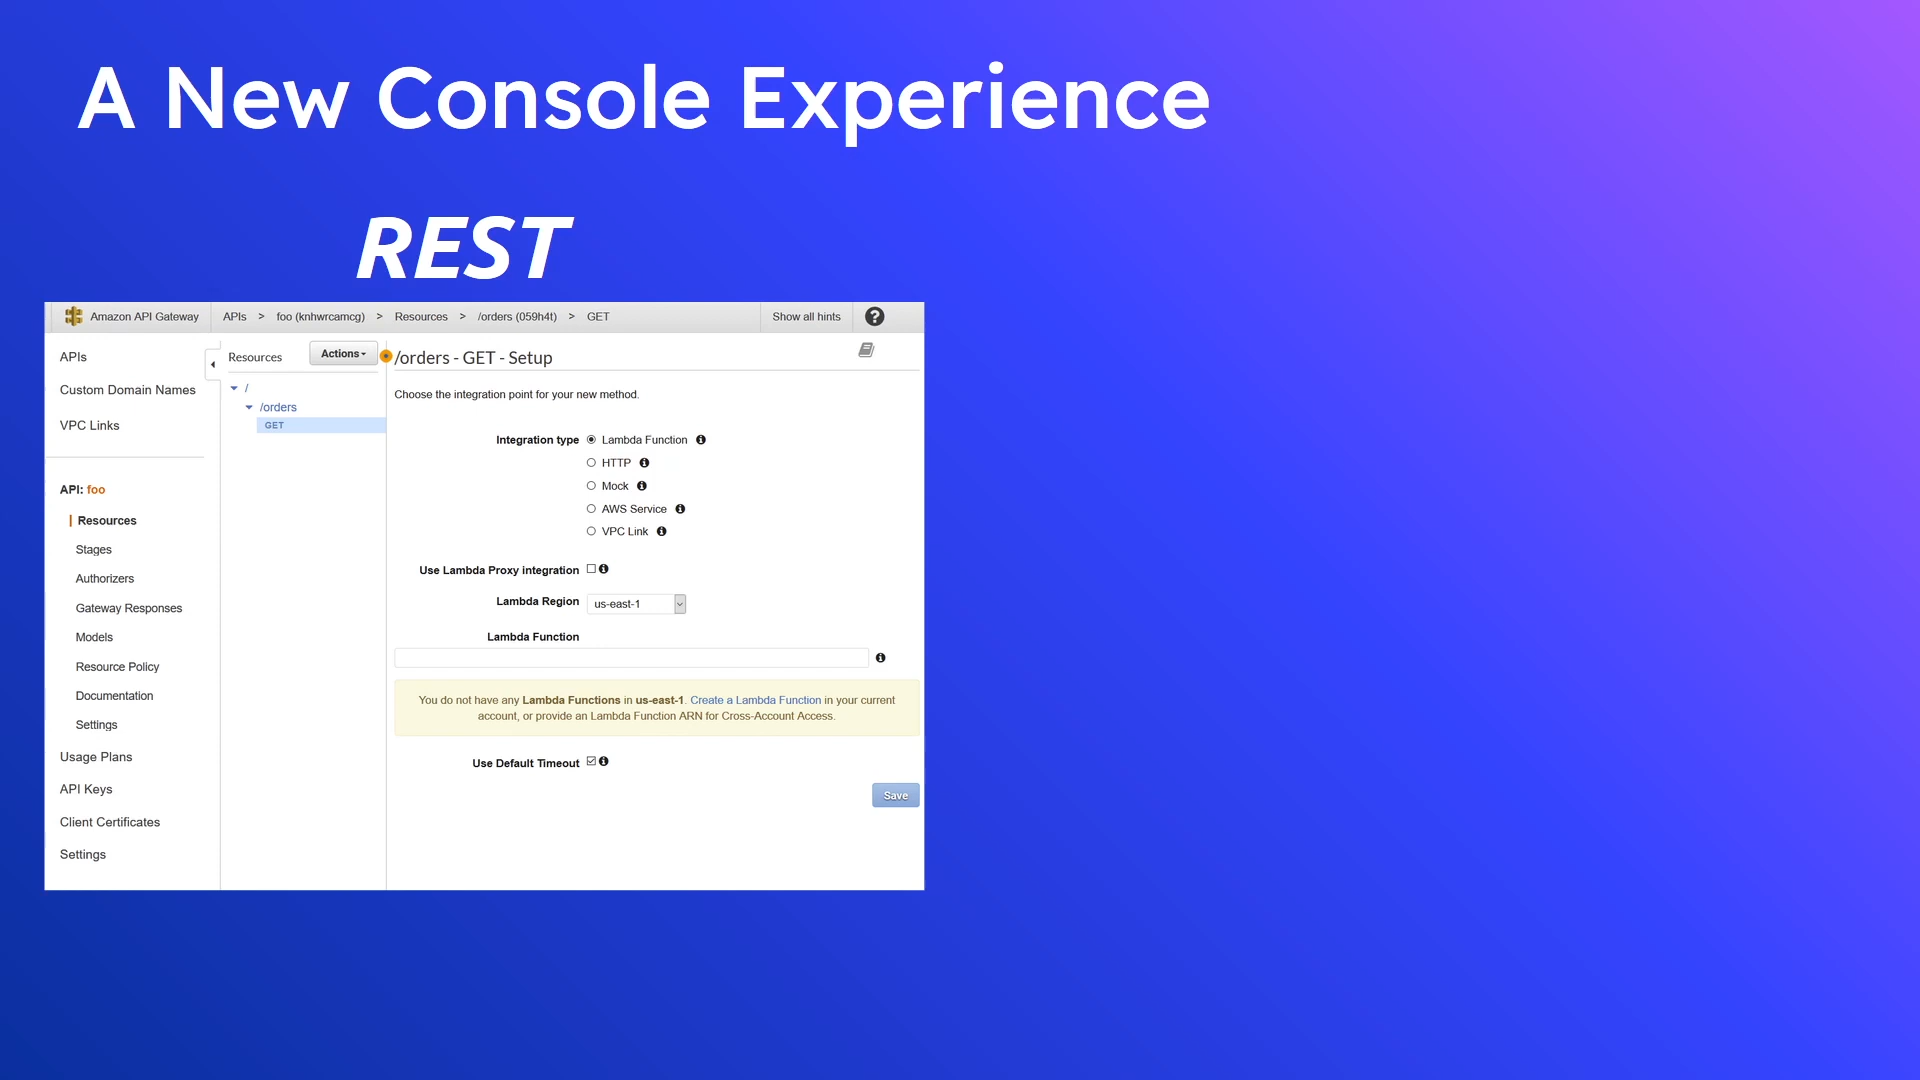 A New Console Experience
REST
Amazon API Gateway
APIs > foo (knhwrcamcg) > Resources > /orders (059h4t) > GET
Show all hints
?
APIs
Custom Domain Names
VPC Links
API: foo
Resources
Stages
Authorizers
Gateway Responses
Models
Resource Policy
Documentation
Settings
Usage Plans
API Keys
Client Certificates
Settings
Resources
Actions
/
/orders
GET
/orders - GET - Setup
Choose the integration point for your new method.
Integration type Lambda Function
HTTP
Mock
AWS Service
VPC Link
Use Lambda Proxy integration
Lambda Region us-east-1
Lambda Function
You do not have any Lambda Functions in us-east-1. Create a Lambda Function in your current
account, or provide an Lambda Function ARN for Cross-Account Access.
Use Default Timeout
Save